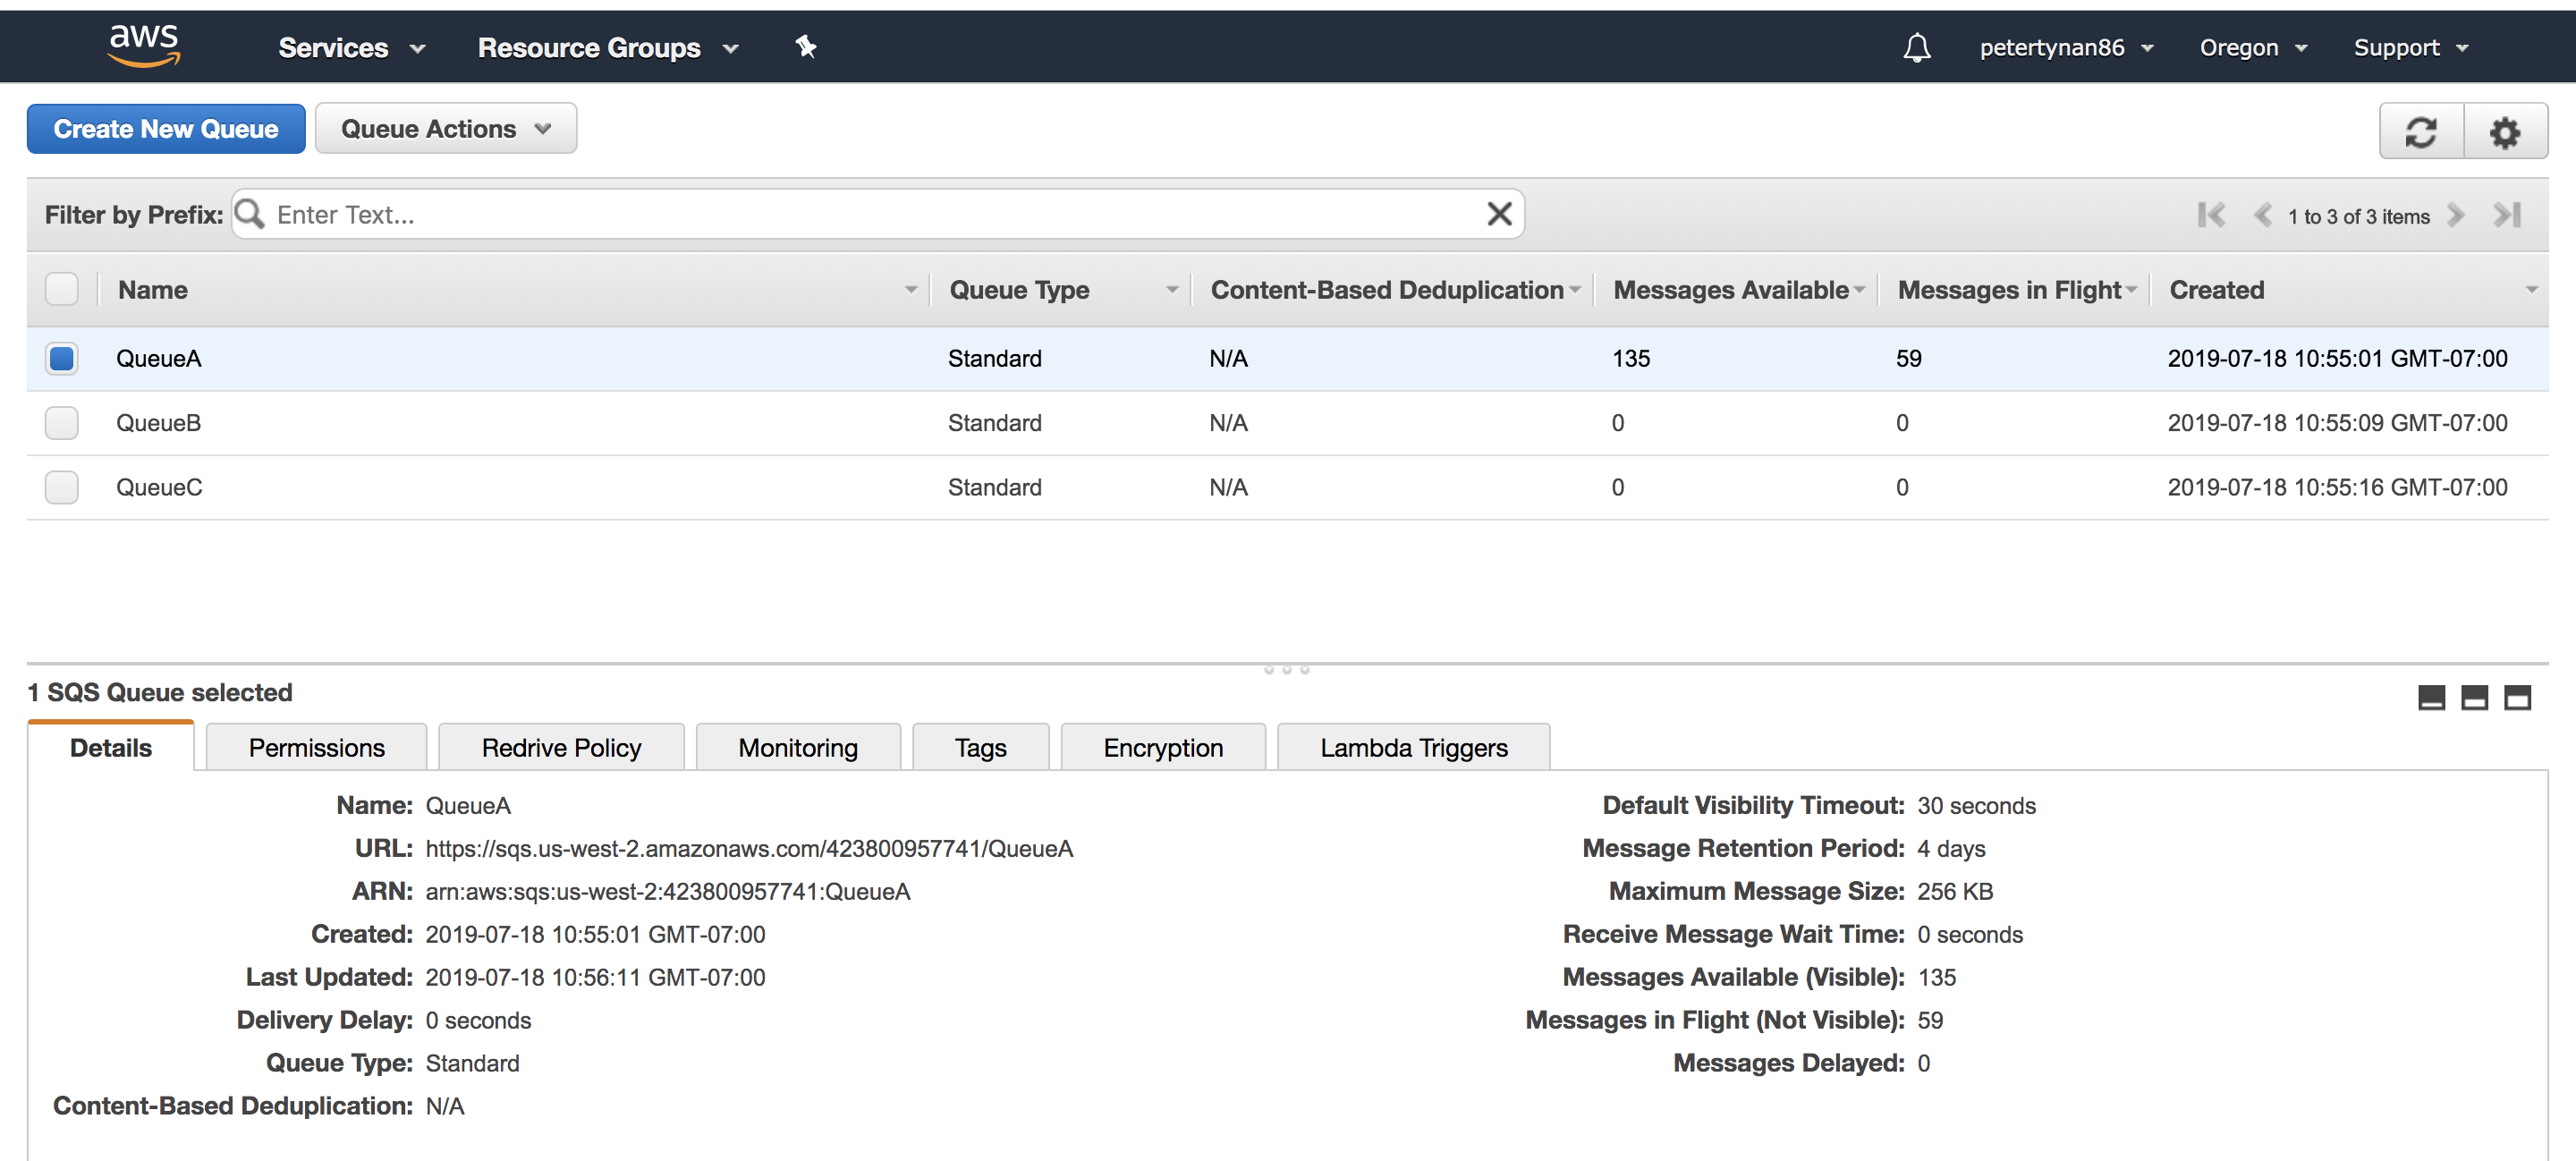 aws Services Resource Groups petertynan86 Oregon Support
Create New Queue Queue Actions
Filter by Prefix: Enter Text... 1 to 3 of 3 items
Name Queue Type Content-Based Deduplication Messages Available Messages in Flight Created
QueueA Standard N/A 135 59 2019-07-18 10:55:01 GMT-07:00
QueueB Standard N/A 0 0 2019-07-18 10:55:09 GMT-07:00
QueueC Standard N/A 0 0 2019-07-18 10:55:16 GMT-07:00
1 SQS Queue selected
Details Permissions Redrive Policy Monitoring Tags Encryption Lambda Triggers
Name: QueueA
URL: https://sqs.us-west-2.amazonaws.com/423800957741/QueueA
ARN: arn:aws:sqs:us-west-2:423800957741:QueueA
Created: 2019-07-18 10:55:01 GMT-07:00
Last Updated: 2019-07-18 10:56:11 GMT-07:00
Delivery Delay: 0 seconds
Queue Type: Standard
Content-Based Deduplication: N/A
Default Visibility Timeout: 30 seconds
Message Retention Period: 4 days
Maximum Message Size: 256 KB
Receive Message Wait Time: 0 seconds
Messages Available (Visible): 135
Messages in Flight (Not Visible): 59
Messages Delayed: 0